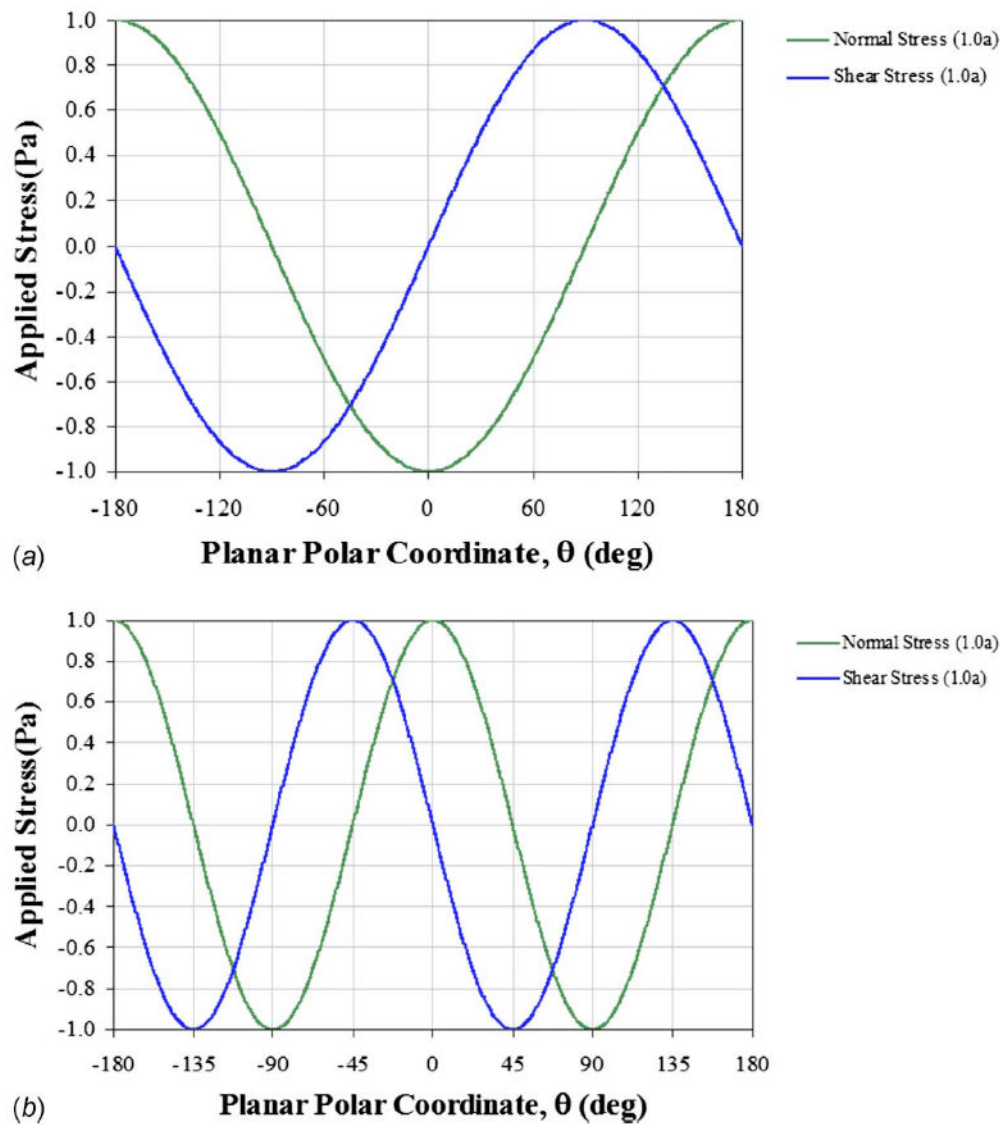 1.0
0.8
0.6
0.4
0.2
0.0
-0.2
-0.4
-0.6
-0.8
-1.0
Applied Stress(Pa)
-180 -120 -60 0 60 120 180
(a) Planar Polar Coordinate, θ (deg)
Normal Stress (1.0a)
Shear Stress (1.0a)
1.0
0.8
0.6
0.4
0.2
0.0
-0.2
-0.4
-0.6
-0.8
-1.0
Applied Stress(Pa)
-180 -135 -90 -45 0 45 90 135 180
(b) Planar Polar Coordinate, θ (deg)
Normal Stress (1.0a)
Shear Stress (1.0a)